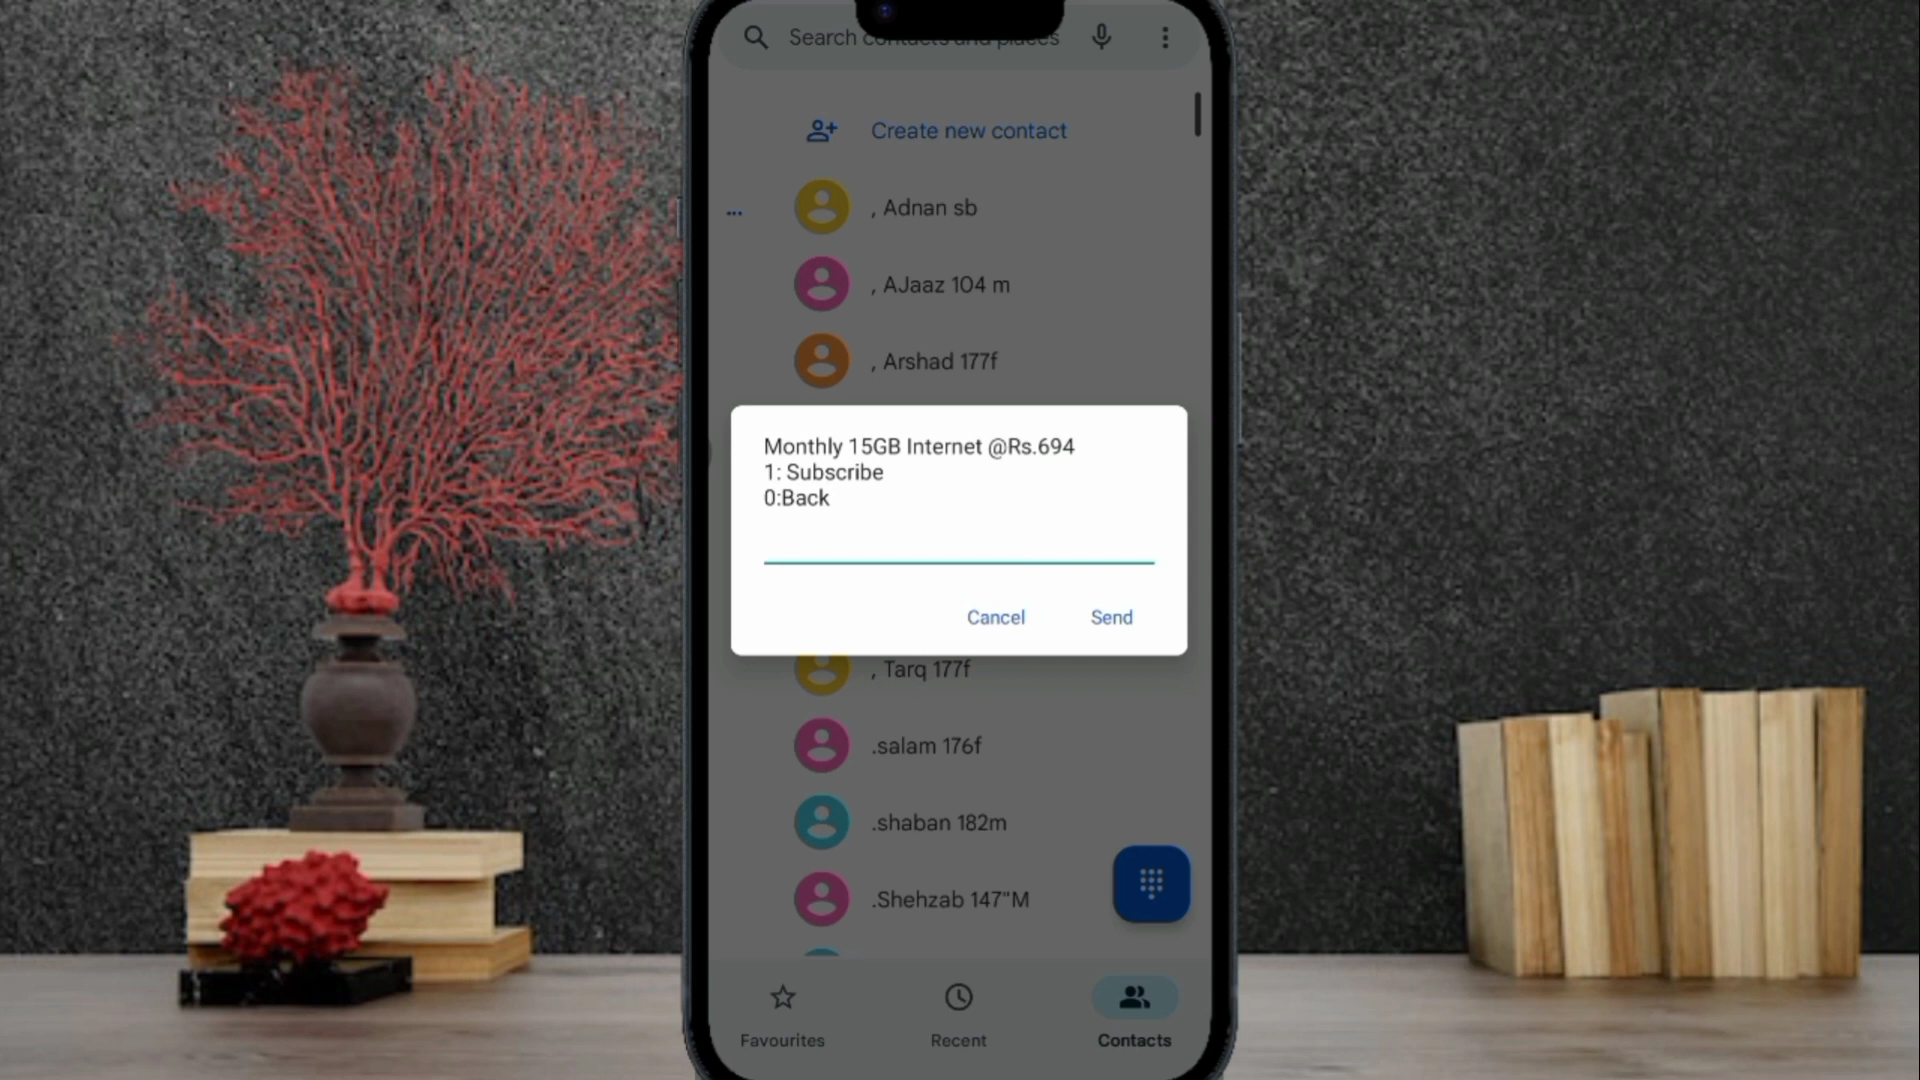 Search contacts and places
Create new contact
, Adnan sb
, AJaaz 104 m
, Arshad 177f
Monthly 15GB Internet @Rs.694
1: Subscribe
0:Back
Cancel
Send
, Tarq 177f
.salam 176f
.shaban 182m
.Shehzab 147"M
Favourites
Recent
Contacts